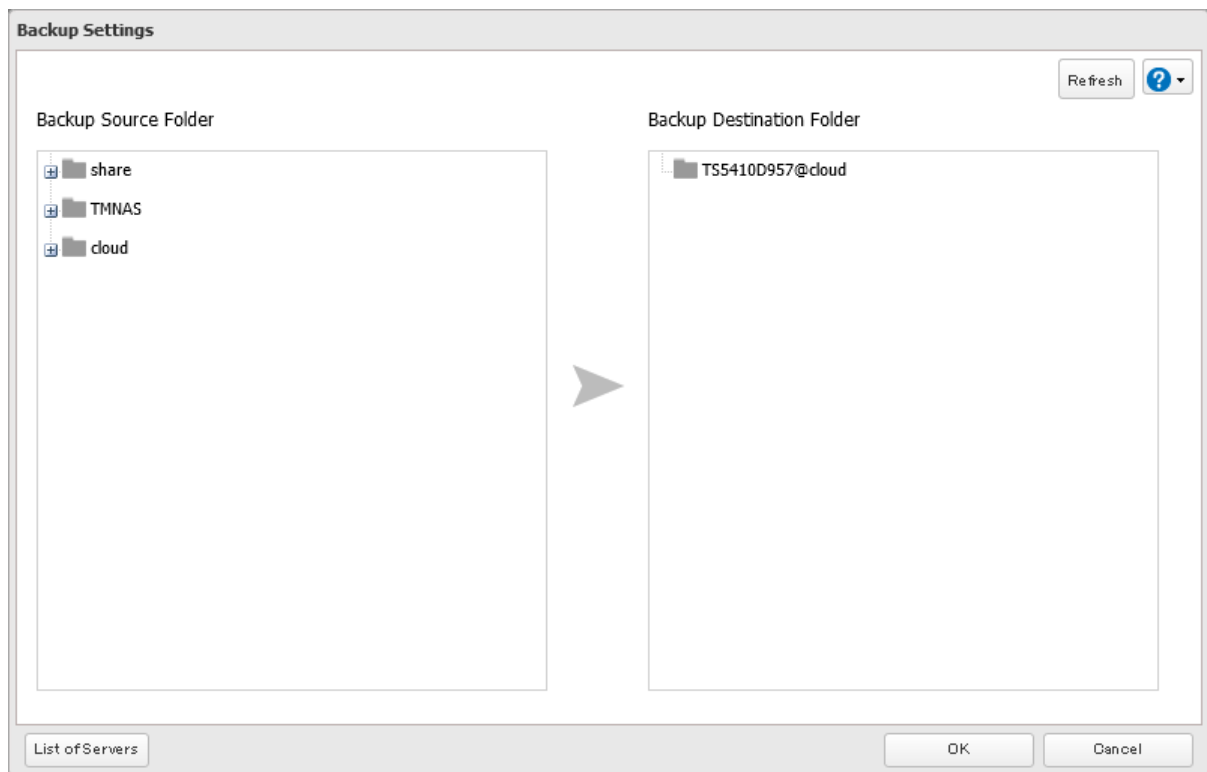 Backup Settings
Refresh
Backup Source Folder
Backup Destination Folder
share
TMNAS
cloud
TS5410D957@cloud
List of Servers
OK
Cancel